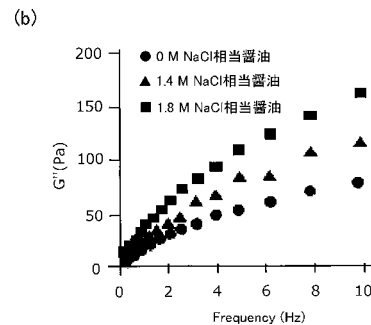 (b)
200
● 0 M NaCl相当醤油
▲ 1.4 M NaCl相当醤油
■ 1.8 M NaCl相当醤油
150
100
50
0
G''(Pa)
0 2 4 6 8 10
Frequency (Hz)